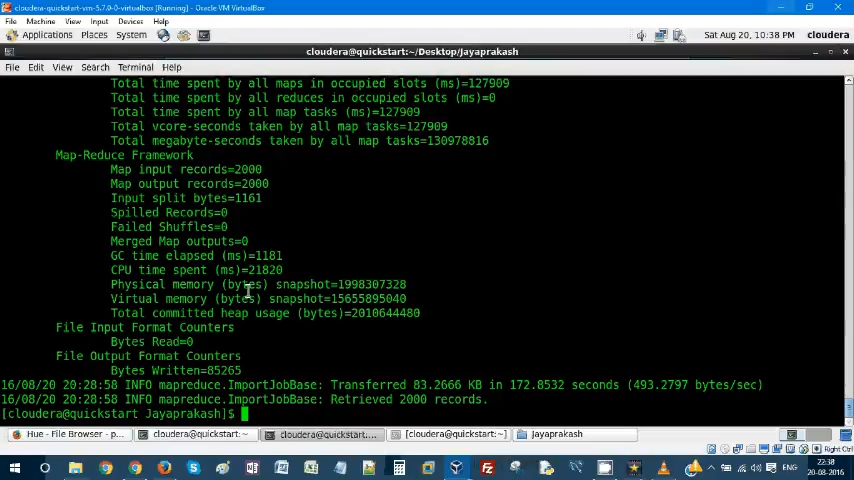 cloudera-quickstart-vm-5.7.0-0-virtualbox [Running] - Oracle VM VirtualBox
File Machine View Input Devices Help
Applications Places System
Sat Aug 20, 10:38 PM cloudera
cloudera@quickstart:~/Desktop/Jayaprakash
File Edit View Search Terminal Help
Total time spent by all maps in occupied slots (ms)=127909
Total time spent by all reduces in occupied slots (ms)=0
Total time spent by all map tasks (ms)=127909
Total vcore-seconds taken by all map tasks=127909
Total megabyte-seconds taken by all map tasks=130978816
Map-Reduce Framework
Map input records=2000
Map output records=2000
Input split bytes=1161
Spilled Records=0
Failed Shuffles=0
Merged Map outputs=0
GC time elapsed (ms)=1181
CPU time spent (ms)=21820
Physical memory (bytes) snapshot=1998307328
Virtual memory (bytes) snapshot=15655895040
Total committed heap usage (bytes)=2010644480
File Input Format Counters
Bytes Read=0
File Output Format Counters
Bytes Written=85265
16/08/20 20:28:58 INFO mapreduce.ImportJobBase: Transferred 83.2666 KB in 172.8532 seconds (493.2797 bytes/sec)
16/08/20 20:28:58 INFO mapreduce.ImportJobBase: Retrieved 2000 records.
[cloudera@quickstart Jayaprakash]$
Hue - File Browser - p... cloudera@quickstart:~... cloudera@quickstart:... [cloudera@quickstart:~] Jayaprakash
Right Ctrl
ENG
22:38
20-08-2016